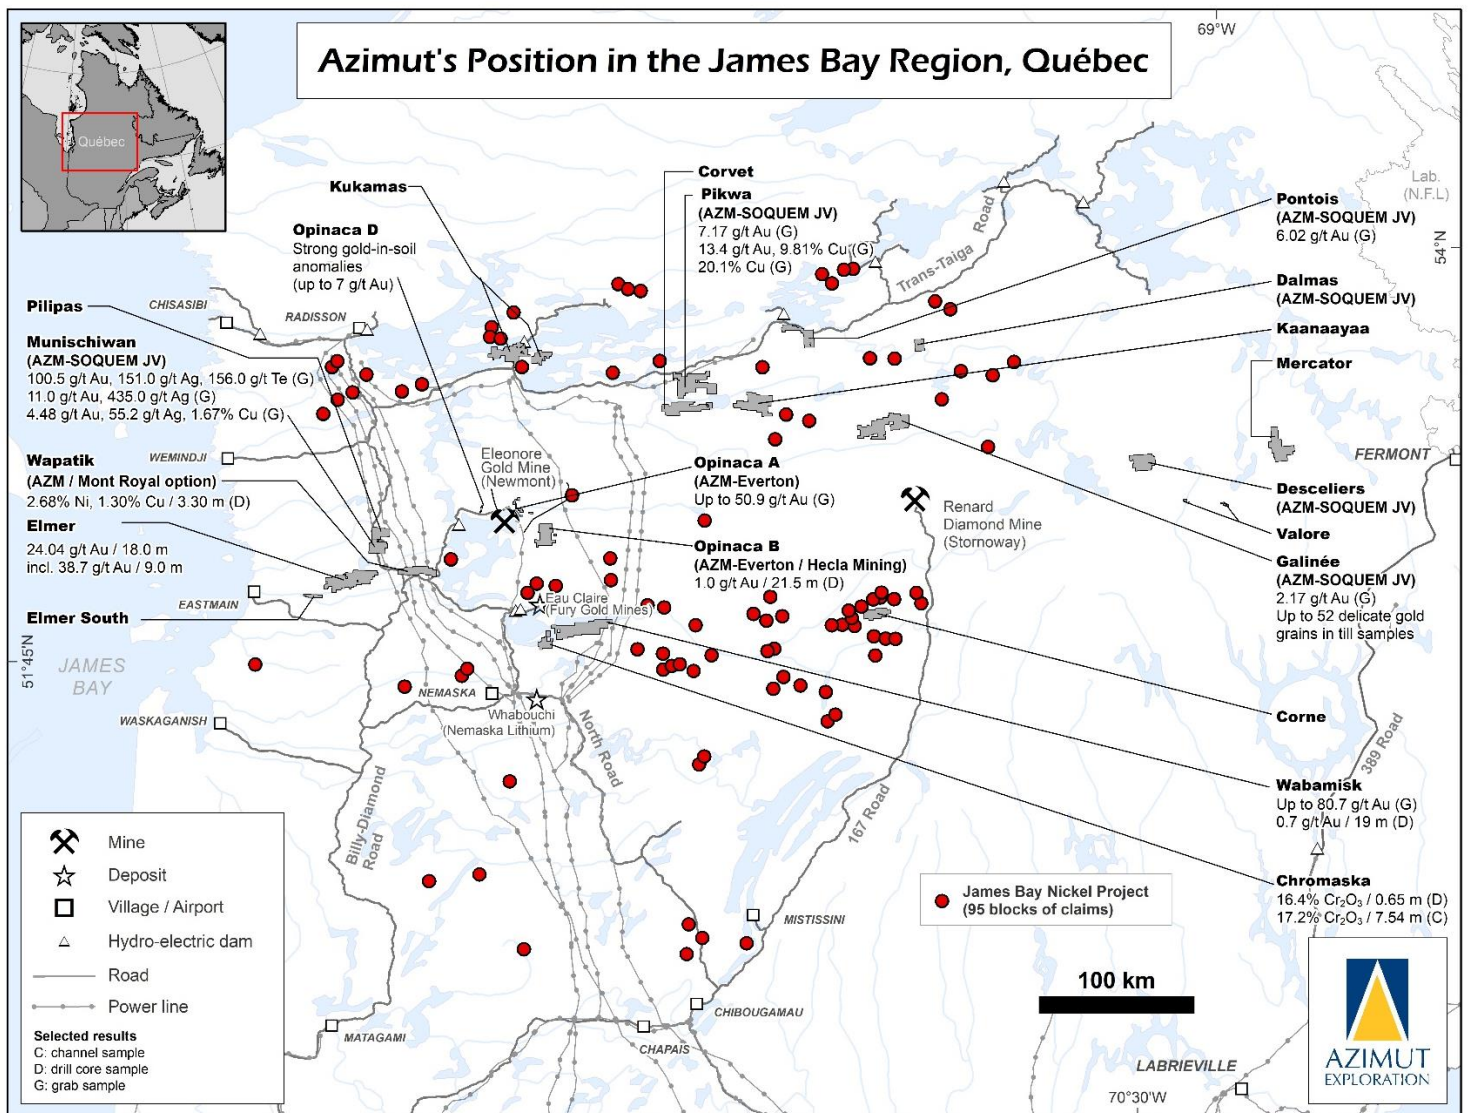 Azimut's Position in the James Bay Region, Québec
69°W
Québec
Lab.
(N.F.L)
54°N
Kukamas
Opinaca D
Strong gold-in-soil
anomalies
(up to 7 g/t Au)
Corvet
Pikwa
(AZM-SOQUEM JV)
7.17 g/t Au (G)
13.4 g/t Au, 9.81% Cu (G)
20.1% Cu (G)
Trans-Taiga Road
Pontois
(AZM-SOQUEM JV)
6.02 g/t Au (G)
Dalmas
(AZM-SOQUEM JV)
Kaanaayaa
Mercator
CHISASIBI
RADISSON
Pilipas
Munischiwan
(AZM-SOQUEM JV)
100.5 g/t Au, 151.0 g/t Ag, 156.0 g/t Te (G)
11.0 g/t Au, 435.0 g/t Ag (G)
4.48 g/t Au, 55.2 g/t Ag, 1.67% Cu (G)
WEMINDJI
Wapatik
(AZM / Mont Royal option)
2.68% Ni, 1.30% Cu / 3.30 m (D)
Elmer
24.04 g/t Au / 18.0 m
incl. 38.7 g/t Au / 9.0 m
EASTMAIN
Elmer South
Eleonore
Gold Mine
(Newmont)
Opinaca A
(AZM-Everton)
Up to 50.9 g/t Au (G)
Opinaca B
(AZM-Everton / Hecla Mining)
1.0 g/t Au / 21.5 m (D)
Renard
Diamond Mine
(Stornoway)
FERMONT
Desceliers
(AZM-SOQUEM JV)
Valore
Galinée
(AZM-SOQUEM JV)
2.17 g/t Au (G)
Up to 52 delicate gold
grains in till samples
Eau Claire
(Fury Gold Mines)
51°45'N
JAMES
BAY
WASKAGANISH
NEMASKA
Whabouchi
(Nemaska Lithium)
North Road
Billy-Diamond
Road
167 Road
389 Road
Corne
Wabamisk
Up to 80.7 g/t Au (G)
0.7 g/t Au / 19 m (D)
Chromaska
16.4% Cr₂O₃ / 0.65 m (D)
17.2% Cr₂O₃ / 7.54 m (C)
Mine
Deposit
Village / Airport
Hydro-electric dam
Road
Power line
Selected results
C: channel sample
D: drill core sample
G: grab sample
James Bay Nickel Project
(95 blocks of claims)
MISTISSINI
CHIBOUGAMAU
CHAPAIS
MATAGAMI
100 km
LABRIEVILLE
70°30'W
AZIMUT
EXPLORATION